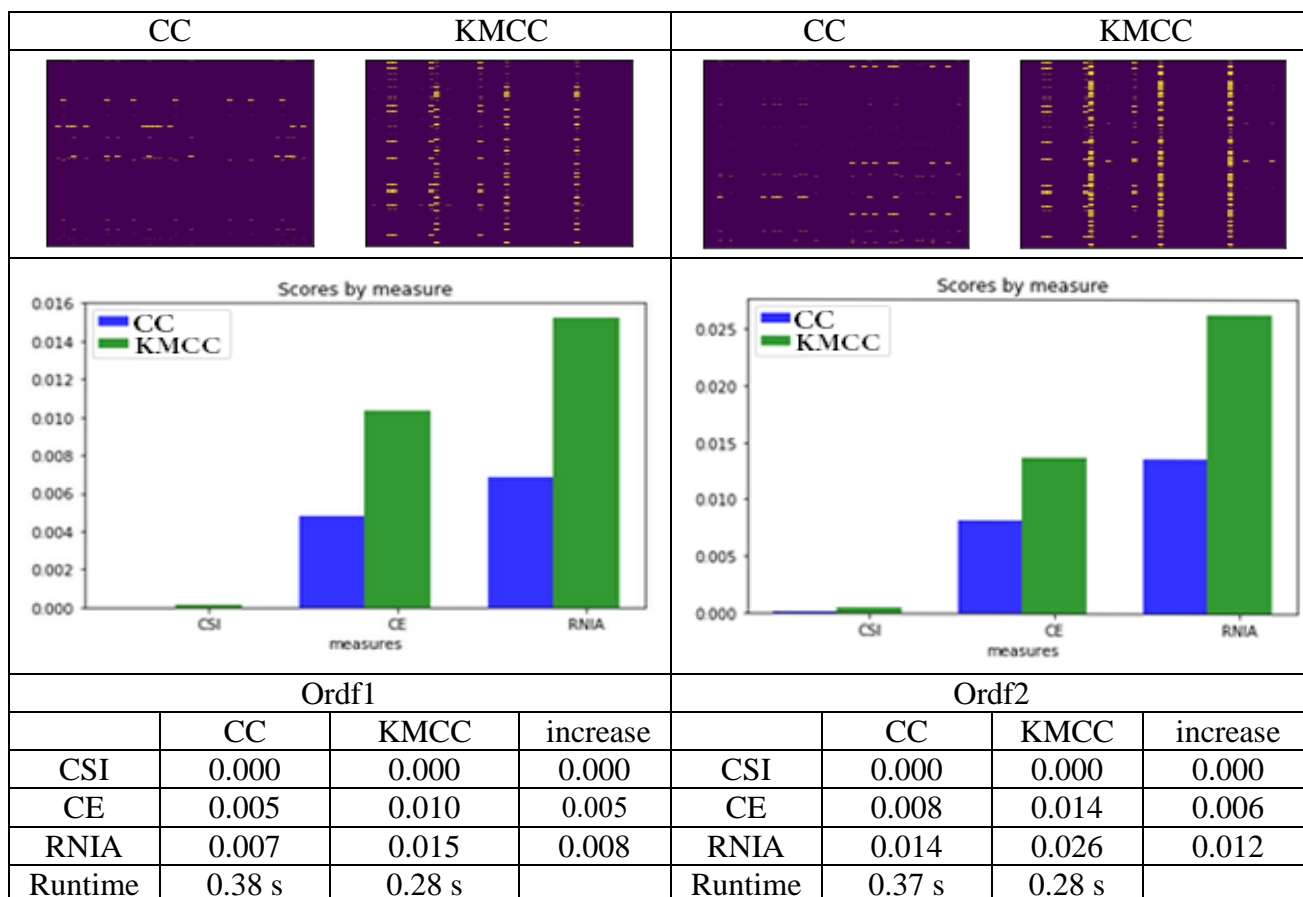 CC KMCC CC KMCC
Scores by measure
0.016
0.014
0.012
0.010
0.008
0.006
0.004
0.002
0.000
CC
KMCC
CSI CE RNIA
measures
Scores by measure
0.025
0.020
0.015
0.010
0.005
0.000
CC
KMCC
CSI CE RNIA
measures
Ordf1 Ordf2
CC KMCC increase CC KMCC increase
CSI 0.000 0.000 0.000 CSI 0.000 0.000 0.000
CE 0.005 0.010 0.005 CE 0.008 0.014 0.006
RNIA 0.007 0.015 0.008 RNIA 0.014 0.026 0.012
Runtime 0.38 s 0.28 s Runtime 0.37 s 0.28 s